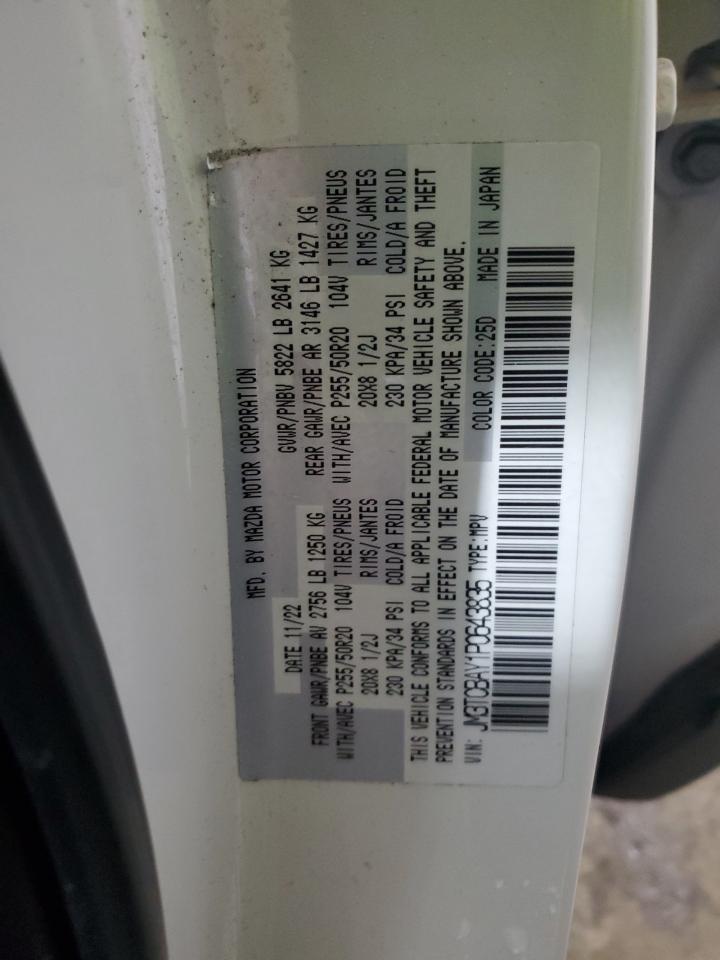 MFD. BY MAZDA MOTOR CORPORATION
DATE 11/22 GVWR/PNBV 5822 LB 2641 KG
FRONT GAWR/PNBE AV 2756 LB 1250 KG REAR GAWR/PNBE AR 3146 LB 1427 KG
WITH/AVEC P255/50R20 104V TIRES/PNEUS WITH/AVEC P255/50R20 104V TIRES/PNEUS
20X8 1/2J RIMS/JANTES 20X8 1/2J RIMS/JANTES
230 KPA/34 PSI COLD/A FROID 230 KPA/34 PSI COLD/A FROID
THIS VEHICLE CONFORMS TO ALL APPLICABLE FEDERAL MOTOR VEHICLE SAFETY AND THEFT
PREVENTION STANDARDS IN EFFECT ON THE DATE OF MANUFACTURE SHOWN ABOVE.
VIN: JM3TCBAY1P0643835 TYPE:MPV COLOR CODE:25D MADE IN JAPAN